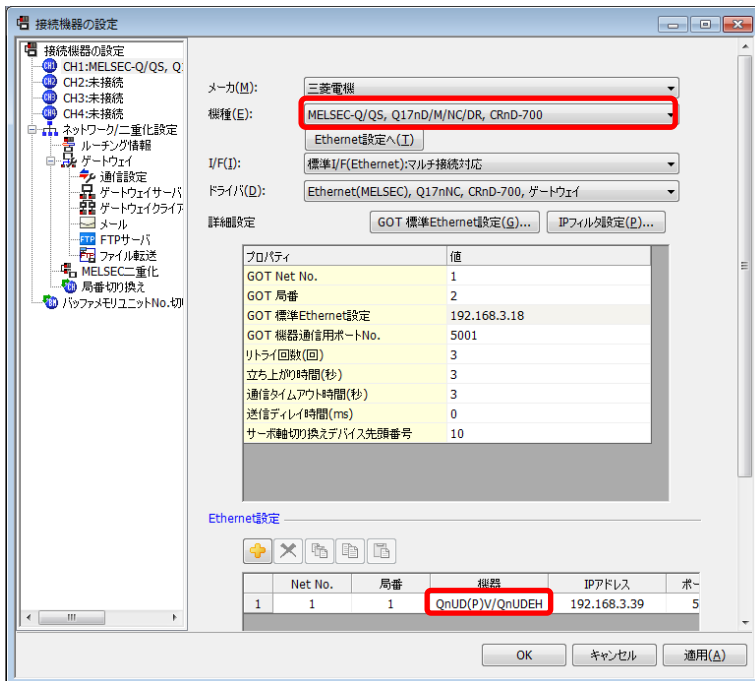 接続機器の設定
接続機器の設定
CH1:MELSEC-Q/QS, Q
CH2:未接続
CH3:未接続
CH4:未接続
ネットワーク/二重化設定
ルーチング情報
ゲートウェイ
通信設定
ゲートウェイサーバ
ゲートウェイクライア
メール
FTPサーバ
ファイル転送
MELSEC二重化
局番切り換え
バッファメモリユニットNo.切
メーカ(M): 三菱電機
機種(E): MELSEC-Q/QS, Q17nD/M/NC/DR, CRnD-700
Ethernet設定へ(T)
I/F(I): 標準I/F(Ethernet):マルチ接続対応
ドライバ(D): Ethernet(MELSEC), Q17nNC, CRnD-700, ゲートウェイ
詳細設定 GOT 標準Ethernet設定(G)... IPフィルタ設定(P)...
プロパティ 値
GOT Net No. 1
GOT 局番 2
GOT 標準Ethernet設定 192.168.3.18
GOT 機器通信用ポートNo. 5001
リトライ回数(回) 3
立ち上がり時間(秒) 3
通信タイムアウト時間(秒) 3
送信ディレイ時間(ms) 0
サーボ軸切り換えデバイス先頭番号 10
Ethernet設定
Net No. 局番 機器 IPアドレス ポー
1 1 1 QnUD(P)V/QnUDEH 192.168.3.39 5
OK キャンセル 適用(A)